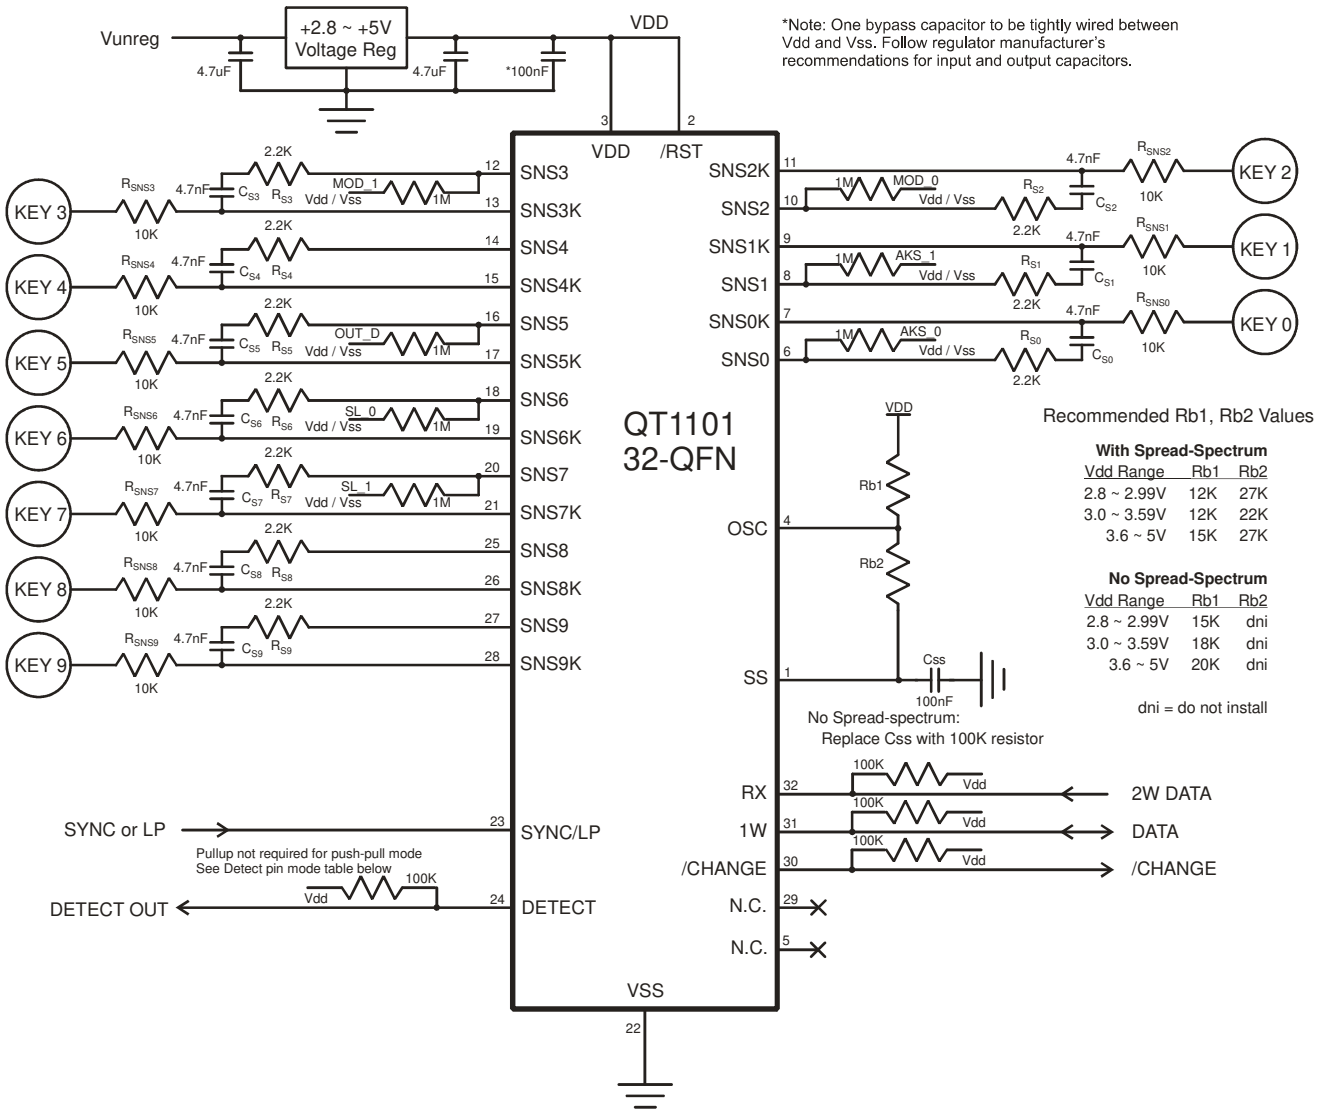 Vunreg
+2.8 ~ +5V
Voltage Reg
VDD
4.7uF
4.7uF
*100nF
*Note: One bypass capacitor to be tightly wired between
Vdd and Vss. Follow regulator manufacturer's
recommendations for input and output capacitors.
3
2
VDD
/RST
QT1101
32-QFN
KEY 3
RSNS3
10K
4.7nF
CS3
2.2K
RS3
MOD_1
Vdd / Vss
1M
12
SNS3
13
SNS3K
KEY 4
RSNS4
10K
4.7nF
CS4
2.2K
RS4
14
SNS4
15
SNS4K
KEY 5
RSNS5
10K
4.7nF
CS5
2.2K
RS5
OUT_D
Vdd / Vss
1M
16
SNS5
17
SNS5K
KEY 6
RSNS6
10K
4.7nF
CS6
2.2K
RS6
SL_0
Vdd / Vss
1M
18
SNS6
19
SNS6K
KEY 7
RSNS7
10K
4.7nF
CS7
2.2K
RS7
SL_1
Vdd / Vss
1M
20
SNS7
21
SNS7K
KEY 8
RSNS8
10K
4.7nF
CS8
2.2K
RS8
25
SNS8
26
SNS8K
KEY 9
RSNS9
10K
4.7nF
CS9
2.2K
RS9
27
SNS9
28
SNS9K
SYNC or LP
23
SYNC/LP
Pullup not required for push-pull mode
See Detect pin mode table below
Vdd
100K
DETECT OUT
24
DETECT
VSS
22
SNS2K
11
4.7nF
RSNS2
10K
KEY 2
SNS2
10
1M
MOD_0
Vdd / Vss
RS2
2.2K
CS2
SNS1K
9
4.7nF
RSNS1
10K
KEY 1
SNS1
8
1M
AKS_1
Vdd / Vss
RS1
2.2K
CS1
SNS0K
7
4.7nF
RSNS0
10K
KEY 0
SNS0
6
1M
AKS_0
Vdd / Vss
RS0
2.2K
CS0
VDD
Rb1
OSC
4
Rb2
SS
1
Css
100nF
No Spread-spectrum:
Replace Css with 100K resistor
Recommended Rb1, Rb2 Values
With Spread-Spectrum
Vdd Range Rb1 Rb2
2.8 ~ 2.99V 12K 27K
3.0 ~ 3.59V 12K 22K
3.6 ~ 5V 15K 27K
No Spread-Spectrum
Vdd Range Rb1 Rb2
2.8 ~ 2.99V 15K dni
3.0 ~ 3.59V 18K dni
3.6 ~ 5V 20K dni
dni = do not install
RX
32
100K
Vdd
2W DATA
1W
31
100K
Vdd
DATA
/CHANGE
30
100K
Vdd
/CHANGE
N.C.
29
N.C.
5